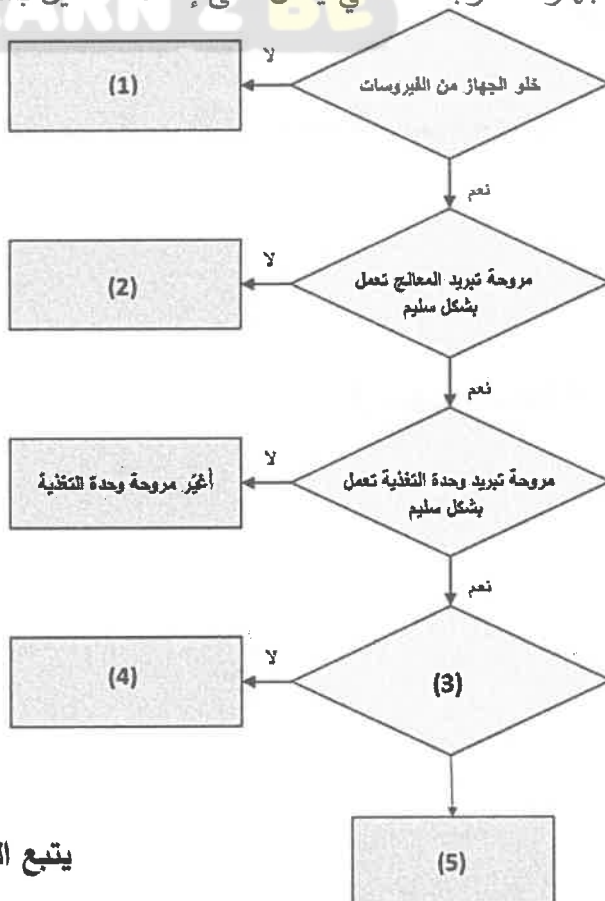 لا
(1)
خلو الجهاز من الفيروسات
نعم
لا
(2)
مروحة تبريد المعالج تعمل
بشكل سليم
نعم
لا
أغيّر مروحة وحدة التغذية
مروحة تبريد وحدة التغذية تعمل
بشكل سليم
نعم
لا
(4)
(3)
(5)
يتبع